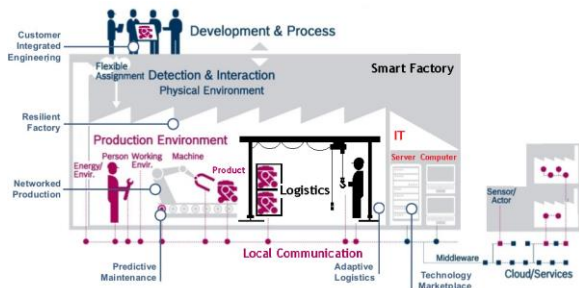 Customer
Integrated
Engineering
Development & Process
Flexible
Assignment
Detection & Interaction
Physical Environment
Smart Factory
Resilient
Factory
Production Environment
IT
Person
Working
Envir.
Machine
Product
Server
Computer
Energy/
Envir.
Logistics
Networked
Production
Sensor/
Actor
Local Communication
Middleware
Predictive
Maintenance
Adaptive
Logistics
Technology
Marketplace
Cloud/Services